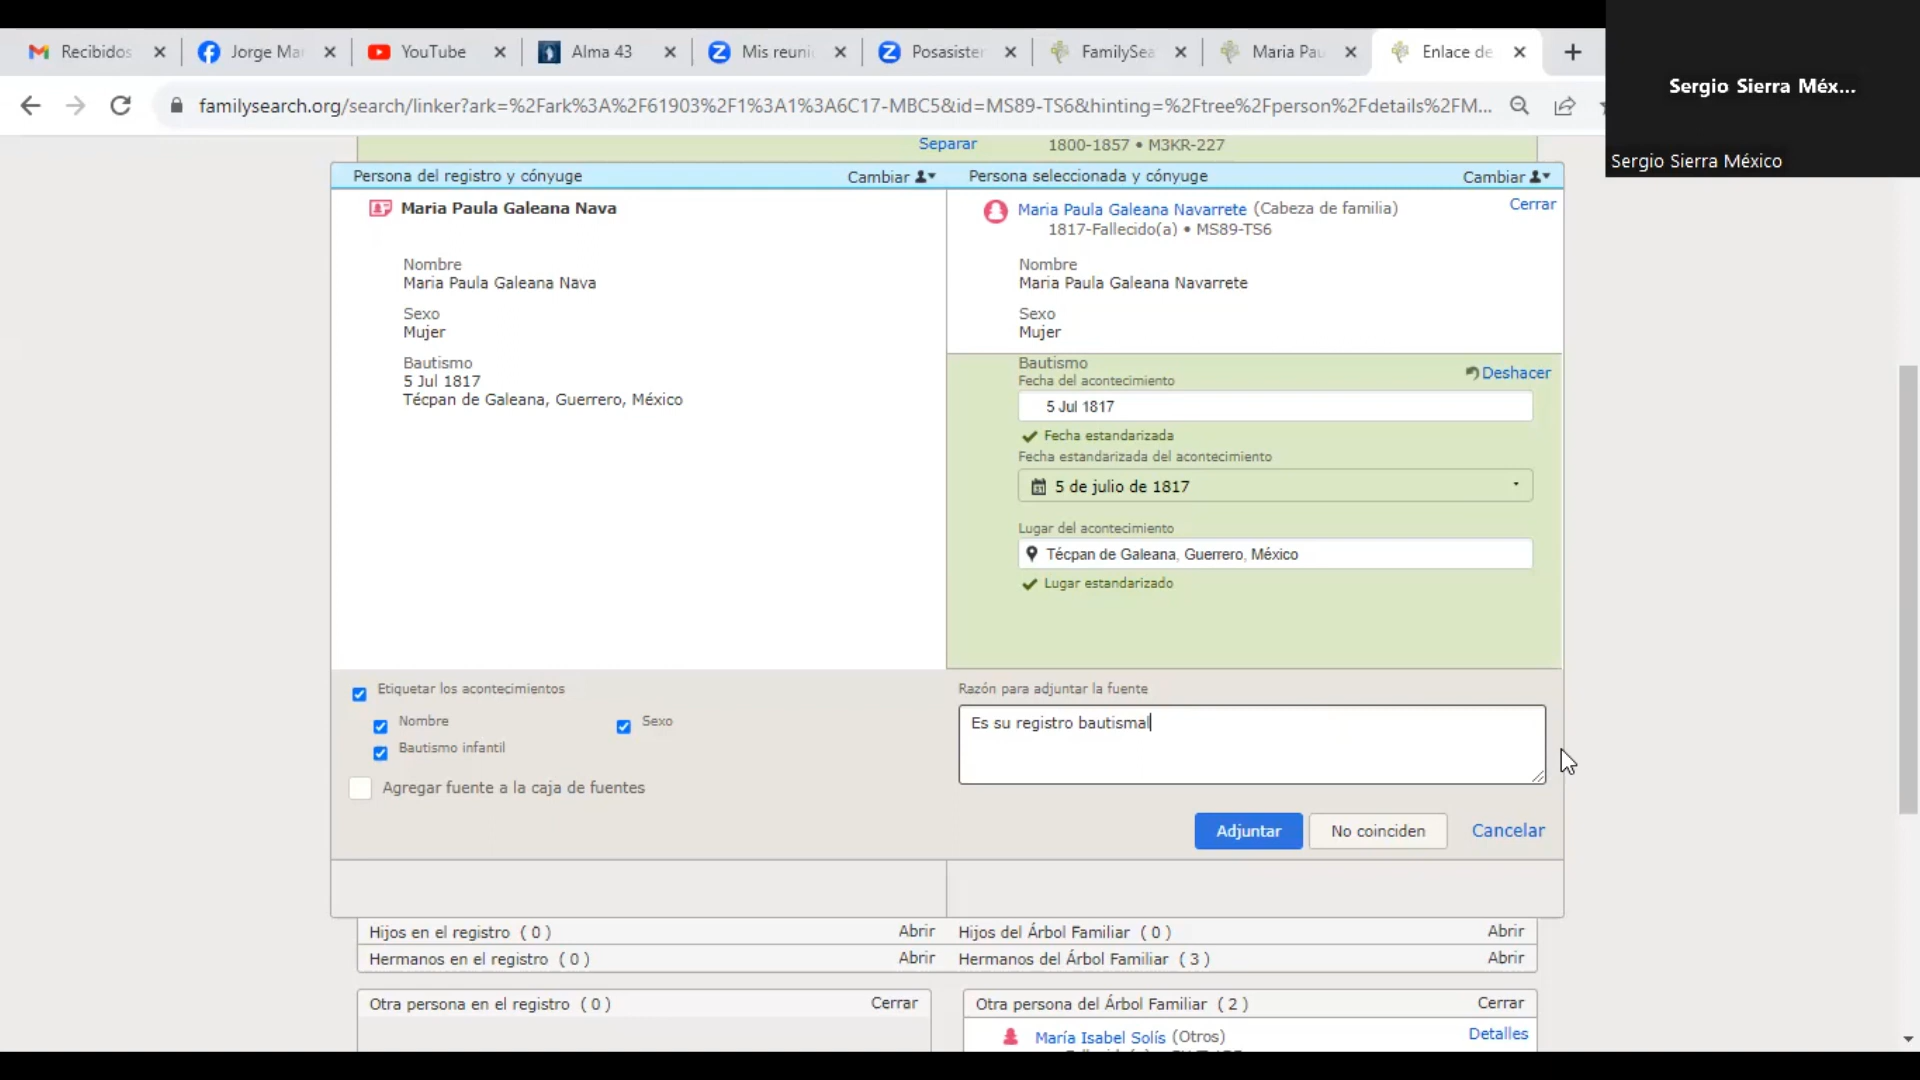 Recibidos
Jorge Mar
YouTube
Alma 43
Mis reuni
Posasister
FamilySea
Maria Pau
Enlace de
familysearch.org/search/linker?ark=%2Fark%3A%2F61903%2F1%3A1%3A6C17-MBC5&id=MS89-TS6&hinting=%2Ftree%2Fperson%2Fdetails%2FM...
Sergio Sierra Méx...
Sergio Sierra México
Separar
1800-1857 • M3KR-227
Persona del registro y cónyuge
Cambiar
Persona seleccionada y cónyuge
Cambiar
Maria Paula Galeana Nava
Maria Paula Galeana Navarrete (Cabeza de familia)
Cerrar
1817-Fallecido(a) • MS89-TS6
Nombre
Maria Paula Galeana Nava
Nombre
Maria Paula Galeana Navarrete
Sexo
Mujer
Sexo
Mujer
Bautismo
5 Jul 1817
Técpan de Galeana, Guerrero, México
Bautismo
Fecha del acontecimiento
Deshacer
5 Jul 1817
Fecha estandarizada
Fecha estandarizada del acontecimiento
5 de julio de 1817
Lugar del acontecimiento
Técpan de Galeana, Guerrero, México
Lugar estandarizado
Etiquetar los acontecimientos
Nombre
Sexo
Bautismo infantil
Agregar fuente a la caja de fuentes
Razón para adjuntar la fuente
Es su registro bautismal
Adjuntar
No coinciden
Cancelar
Hijos en el registro ( 0 )
Abrir
Hijos del Árbol Familiar ( 0 )
Abrir
Hermanos en el registro ( 0 )
Abrir
Hermanos del Árbol Familiar ( 3 )
Abrir
Otra persona en el registro ( 0 )
Cerrar
Otra persona del Árbol Familiar ( 2 )
Cerrar
María Isabel Solís (Otros)
Detalles